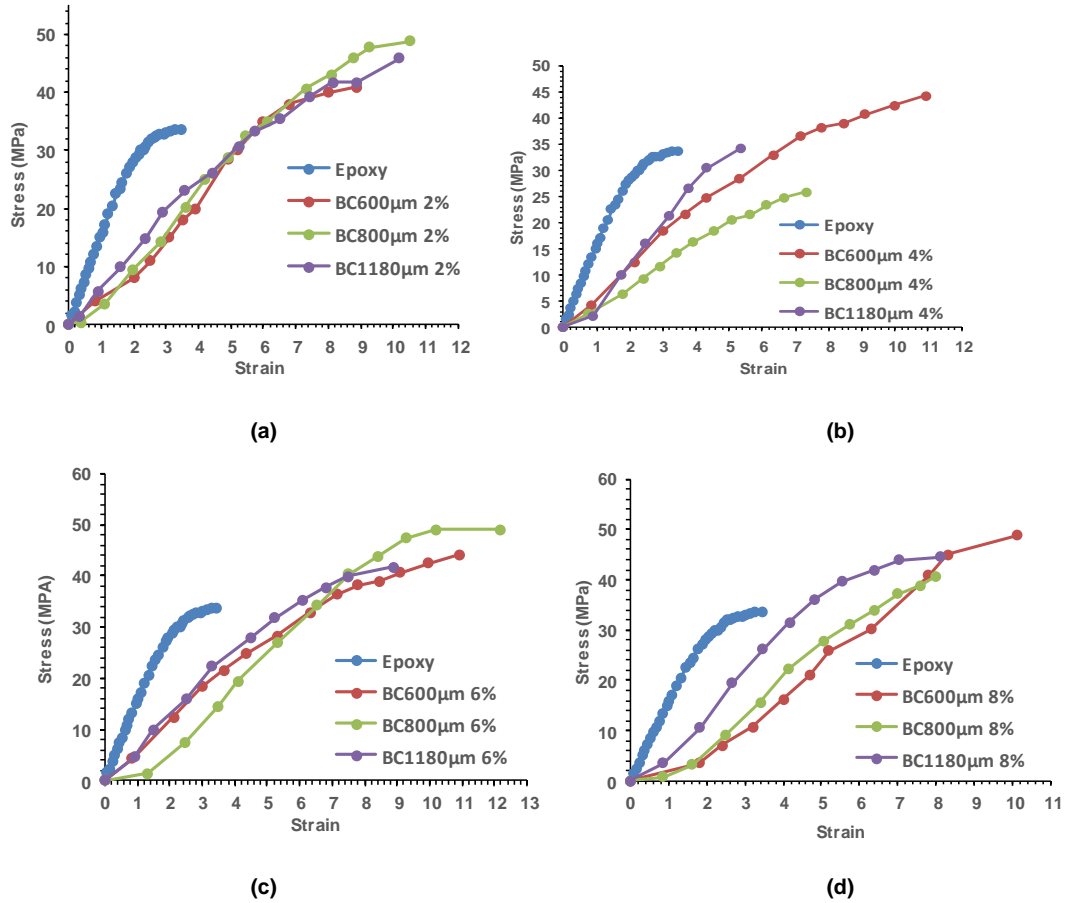 50
40
30
20
10
0
Stress (MPa)
Epoxy
BC600µm 2%
BC800µm 2%
BC1180µm 2%
0 1 2 3 4 5 6 7 8 9 10 11 12
Strain
(a)
50
45
40
35
30
25
20
15
10
5
0
Stress (MPa)
Epoxy
BC600µm 4%
BC800µm 4%
BC1180µm 4%
0 1 2 3 4 5 6 7 8 9 10 11 12
Strain
(b)
60
50
40
30
20
10
0
Stress (MPA)
Epoxy
BC600µm 6%
BC800µm 6%
BC1180µm 6%
0 1 2 3 4 5 6 7 8 9 10 11 12 13
Strain
(c)
60
50
40
30
20
10
0
Stress (MPa)
Epoxy
BC600µm 8%
BC800µm 8%
BC1180µm 8%
0 1 2 3 4 5 6 7 8 9 10 11
Strain
(d)